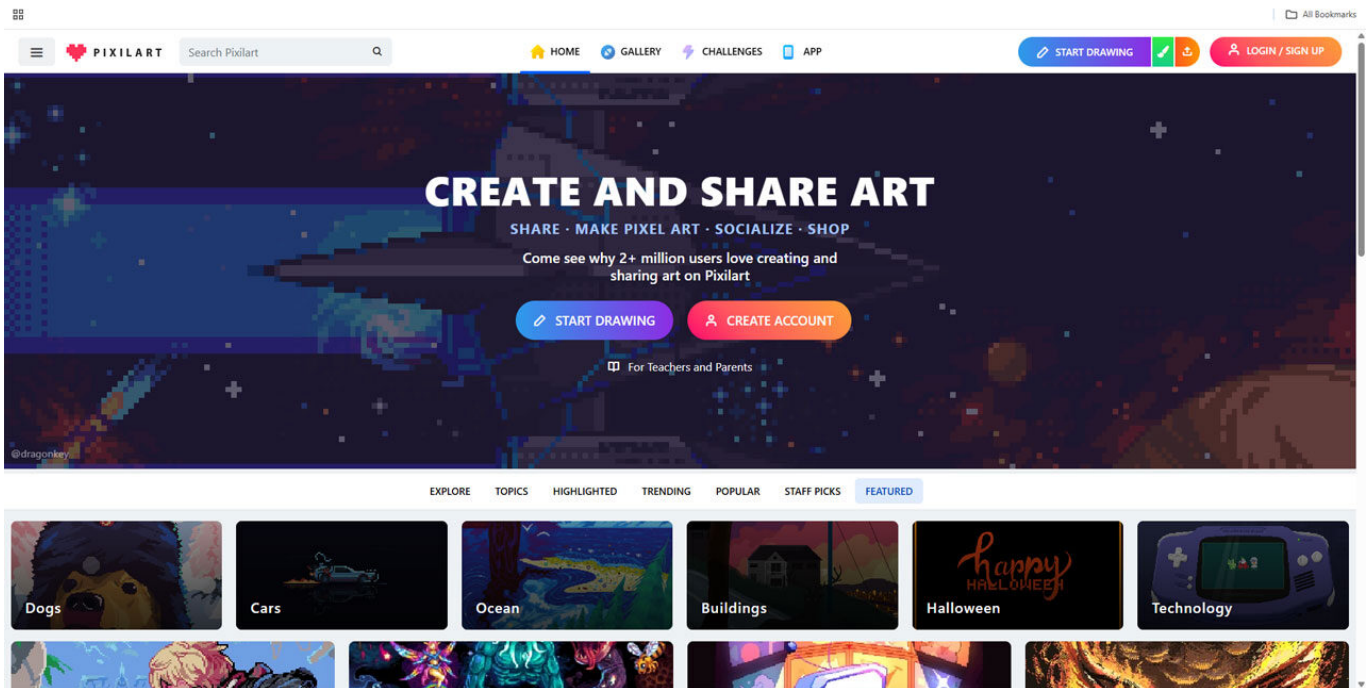 All Bookmarks
PIXILART
Search Pixilart
HOME
GALLERY
CHALLENGES
APP
START DRAWING
LOGIN / SIGN UP
CREATE AND SHARE ART
SHARE · MAKE PIXEL ART · SOCIALIZE · SHOP
Come see why 2+ million users love creating and
sharing art on Pixilart
START DRAWING
CREATE ACCOUNT
For Teachers and Parents
@dragonkey
EXPLORE
TOPICS
HIGHLIGHTED
TRENDING
POPULAR
STAFF PICKS
FEATURED
Dogs
Cars
Ocean
Buildings
happy
HALLOWEEN
Halloween
Technology